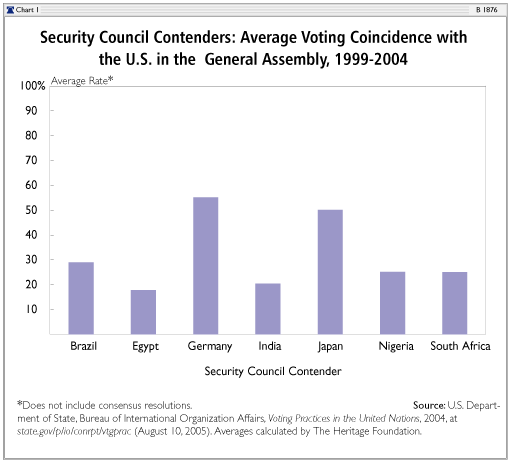 Chart 1 B 1876
Security Council Contenders: Average Voting Coincidence with
the U.S. in the General Assembly, 1999-2004
Average Rate*
100%
90
80
70
60
50
40
30
20
10
Brazil Egypt Germany India Japan Nigeria South Africa
Security Council Contender
*Does not include consensus resolutions. Source: U.S. Depart-
ment of State, Bureau of International Organization Affairs, Voting Practices in the United Nations, 2004, at
state.gov/p/io/conrpt/vtgprac (August 10, 2005). Averages calculated by The Heritage Foundation.